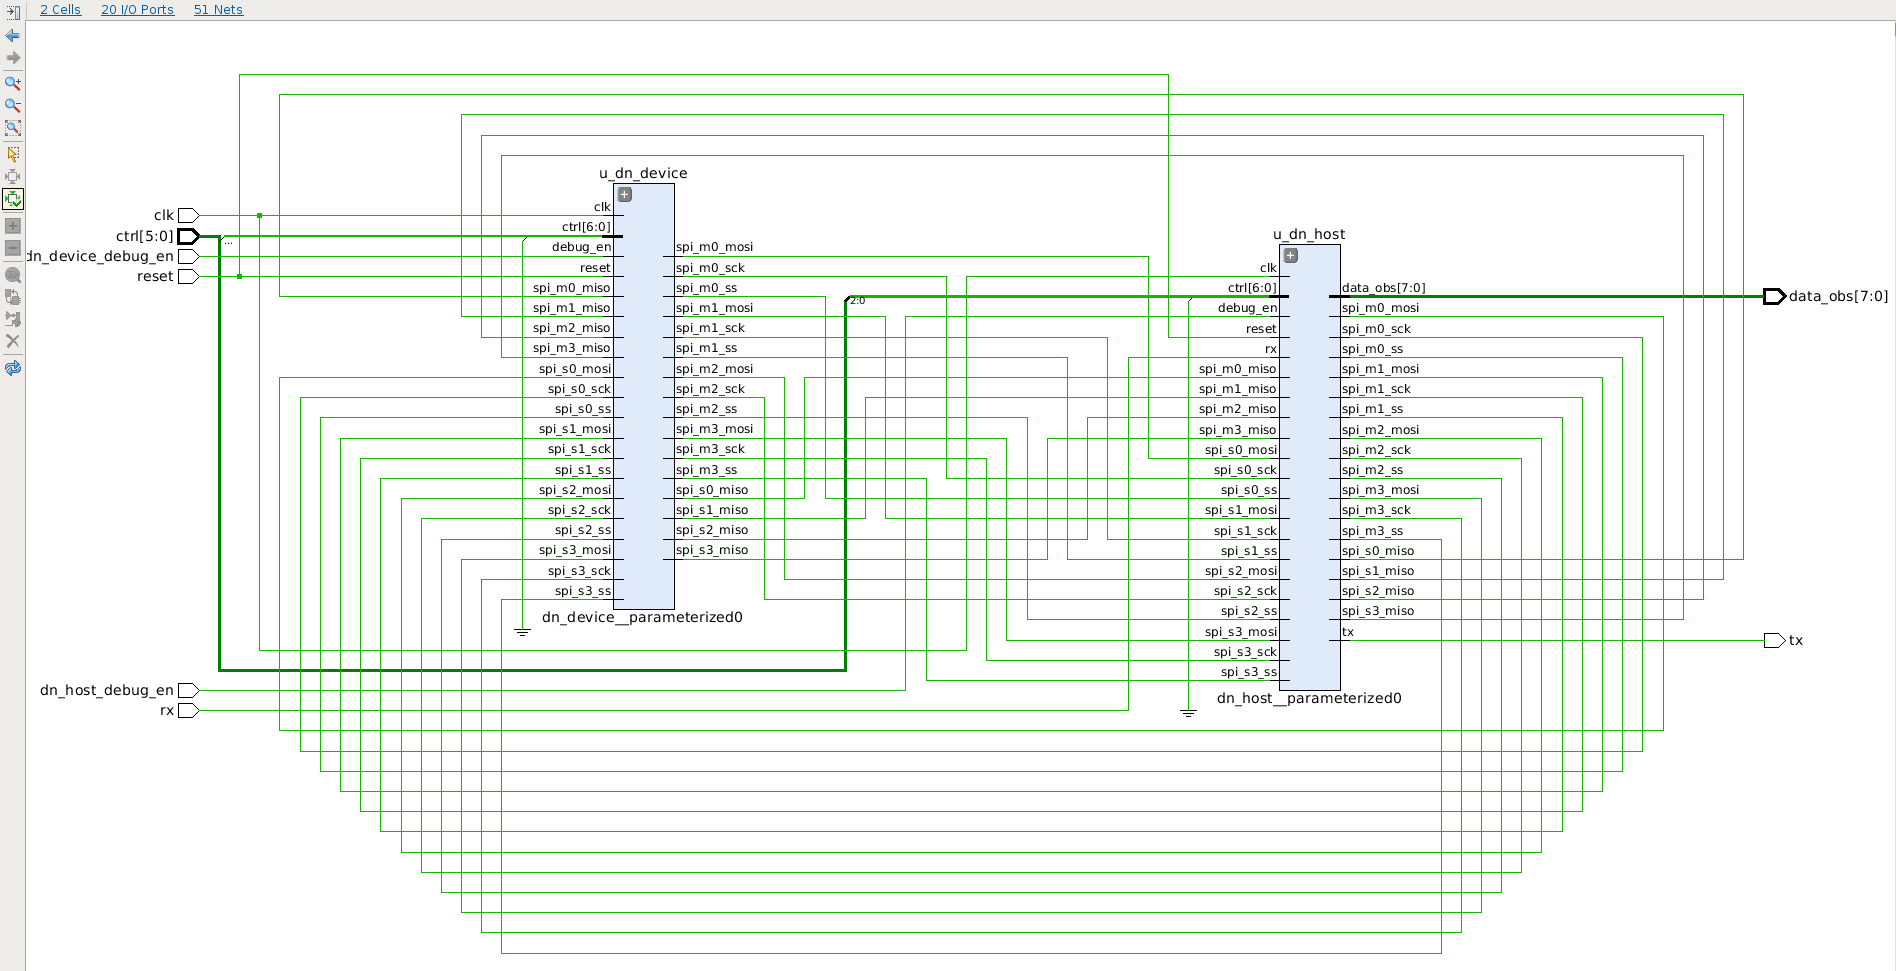 2 Cells 20 I/O Ports 51 Nets
clk
ctrl[5:0]
dn_device_debug_en
reset
dn_host_debug_en
rx
...
u_dn_device
clk
ctrl[6:0]
debug_en
reset
spi_m0_miso
spi_m1_miso
spi_m2_miso
spi_m3_miso
spi_s0_mosi
spi_s0_sck
spi_s0_ss
spi_s1_mosi
spi_s1_sck
spi_s1_ss
spi_s2_mosi
spi_s2_sck
spi_s2_ss
spi_s3_mosi
spi_s3_sck
spi_s3_ss
spi_m0_mosi
spi_m0_sck
spi_m0_ss
spi_m1_mosi
spi_m1_sck
spi_m1_ss
spi_m2_mosi
spi_m2_sck
spi_m2_ss
spi_m3_mosi
spi_m3_sck
spi_m3_ss
spi_s0_miso
spi_s1_miso
spi_s2_miso
spi_s3_miso
dn_device__parameterized0
2:0
u_dn_host
clk
ctrl[6:0]
debug_en
reset
rx
spi_m0_miso
spi_m1_miso
spi_m2_miso
spi_m3_miso
spi_s0_mosi
spi_s0_sck
spi_s0_ss
spi_s1_mosi
spi_s1_sck
spi_s1_ss
spi_s2_mosi
spi_s2_sck
spi_s2_ss
spi_s3_mosi
spi_s3_sck
spi_s3_ss
data_obs[7:0]
spi_m0_mosi
spi_m0_sck
spi_m0_ss
spi_m1_mosi
spi_m1_sck
spi_m1_ss
spi_m2_mosi
spi_m2_sck
spi_m2_ss
spi_m3_mosi
spi_m3_sck
spi_m3_ss
spi_s0_miso
spi_s1_miso
spi_s2_miso
spi_s3_miso
tx
dn_host__parameterized0
data_obs[7:0]
tx